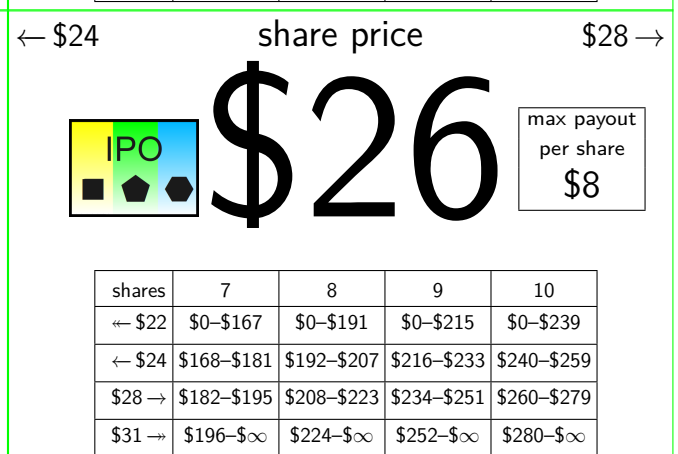 ← $24 share price $28 →
IPO
$26
max payout
per share
$8
shares 7 8 9 10
↞ $22 $0–$167 $0–$191 $0–$215 $0–$239
← $24 $168–$181 $192–$207 $216–$233 $240–$259
$28 → $182–$195 $208–$223 $234–$251 $260–$279
$31 ↠ $196–$∞ $224–$∞ $252–$∞ $280–$∞